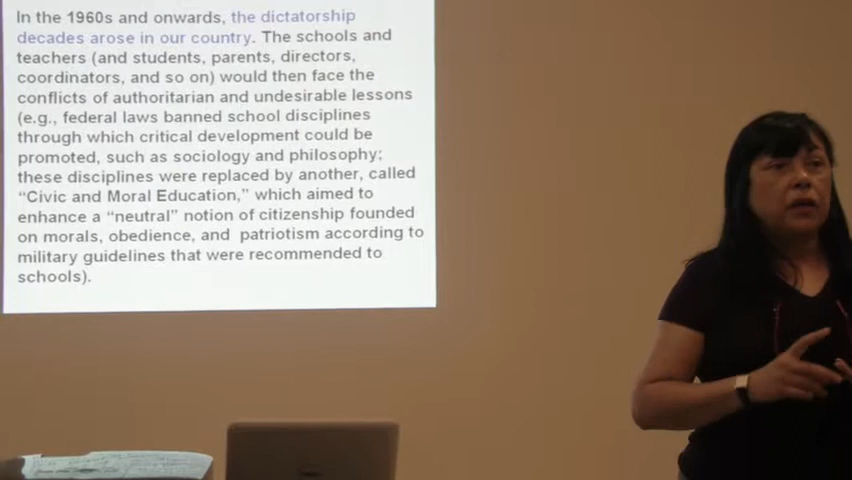 In the 1960s and onwards, the dictatorship
decades arose in our country. The schools and
teachers (and students, parents, directors,
coordinators, and so on) would then face the
conflicts of authoritarian and undesirable lessons
(e.g., federal laws banned school disciplines
through which critical development could be
promoted, such as sociology and philosophy;
these disciplines were replaced by another, called
“Civic and Moral Education,” which aimed to
enhance a “neutral” notion of citizenship founded
on morals, obedience, and patriotism according to
military guidelines that were recommended to
schools).